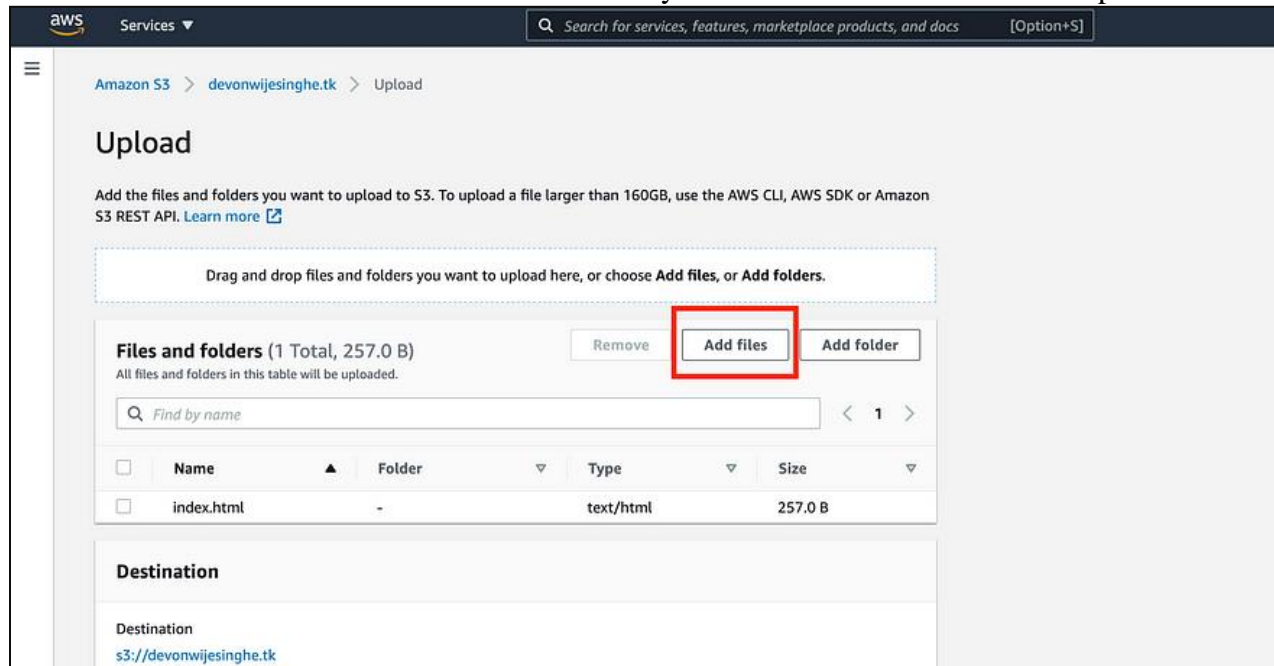 aws Services ▼ Search for services, features, marketplace products, and docs [Option+S]
Amazon S3 > devonwijesinghe.tk > Upload
Upload
Add the files and folders you want to upload to S3. To upload a file larger than 160GB, use the AWS CLI, AWS SDK or Amazon
S3 REST API. Learn more
Drag and drop files and folders you want to upload here, or choose Add files, or Add folders.
Files and folders (1 Total, 257.0 B) Remove Add files Add folder
All files and folders in this table will be uploaded.
Find by name < 1 >
Name ▲ Folder ▽ Type ▽ Size ▽
index.html - text/html 257.0 B
Destination
Destination
s3://devonwijesinghe.tk